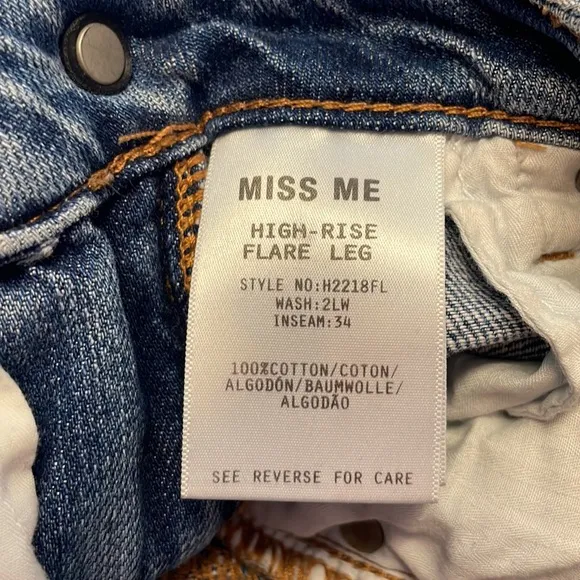 MISS ME
HIGH-RISE
FLARE LEG
STYLE NO:H2218FL
WASH:2LW
INSEAM:34
100%COTTON/COTON/
ALGODÓN/BAUMWOLLE/
ALGODÃO
SEE REVERSE FOR CARE